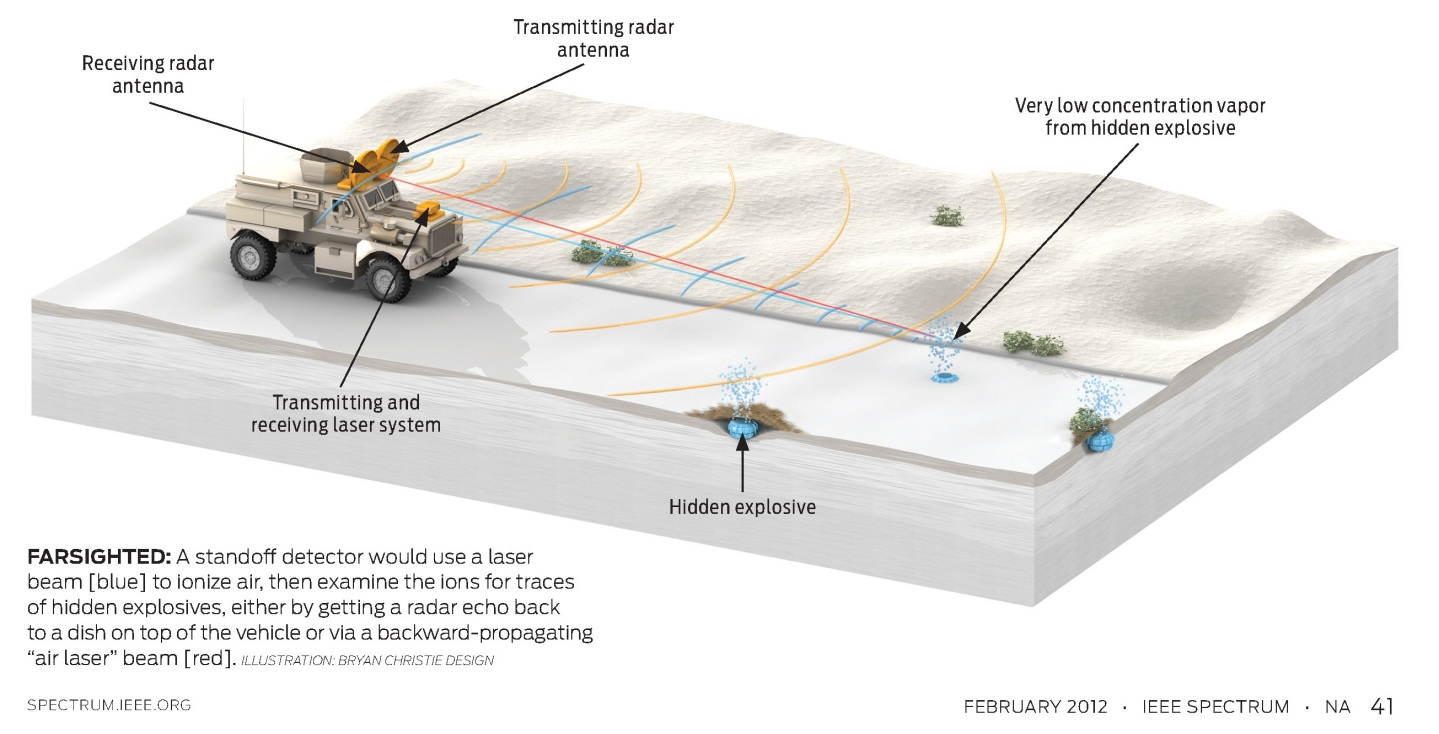 Transmitting radar
antenna
Receiving radar
antenna
Very low concentration vapor
from hidden explosive
Transmitting and
receiving laser system
Hidden explosive
FARSIGHTED: A standoff detector would use a laser
beam [blue] to ionize air, then examine the ions for traces
of hidden explosives, either by getting a radar echo back
to a dish on top of the vehicle or via a backward-propagating
“air laser” beam [red]. ILLUSTRATION: BRYAN CHRISTIE DESIGN
SPECTRUM.IEEE.ORG
FEBRUARY 2012 · IEEE SPECTRUM · NA 41